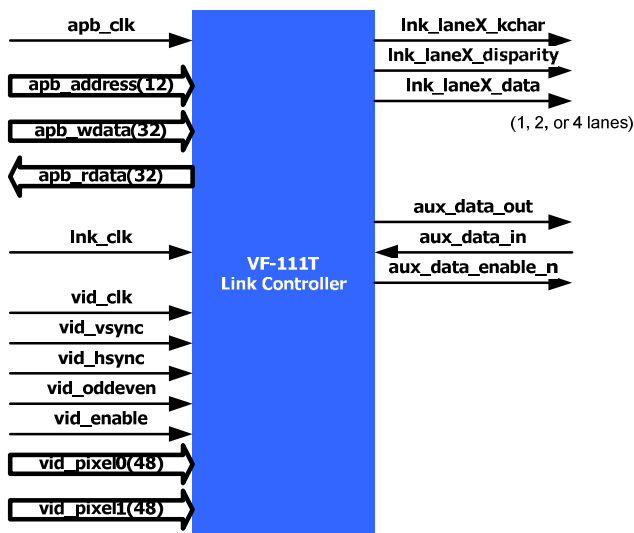 apb_clk
apb_address(12)
apb_wdata(32)
apb_rdata(32)
lnk_clk
vid_clk
vid_vsync
vid_hsync
vid_oddeven
vid_enable
vid_pixel0(48)
vid_pixel1(48)
VF-111T
Link Controller
lnk_laneX_kchar
lnk_laneX_disparity
lnk_laneX_data
(1, 2, or 4 lanes)
aux_data_out
aux_data_in
aux_data_enable_n